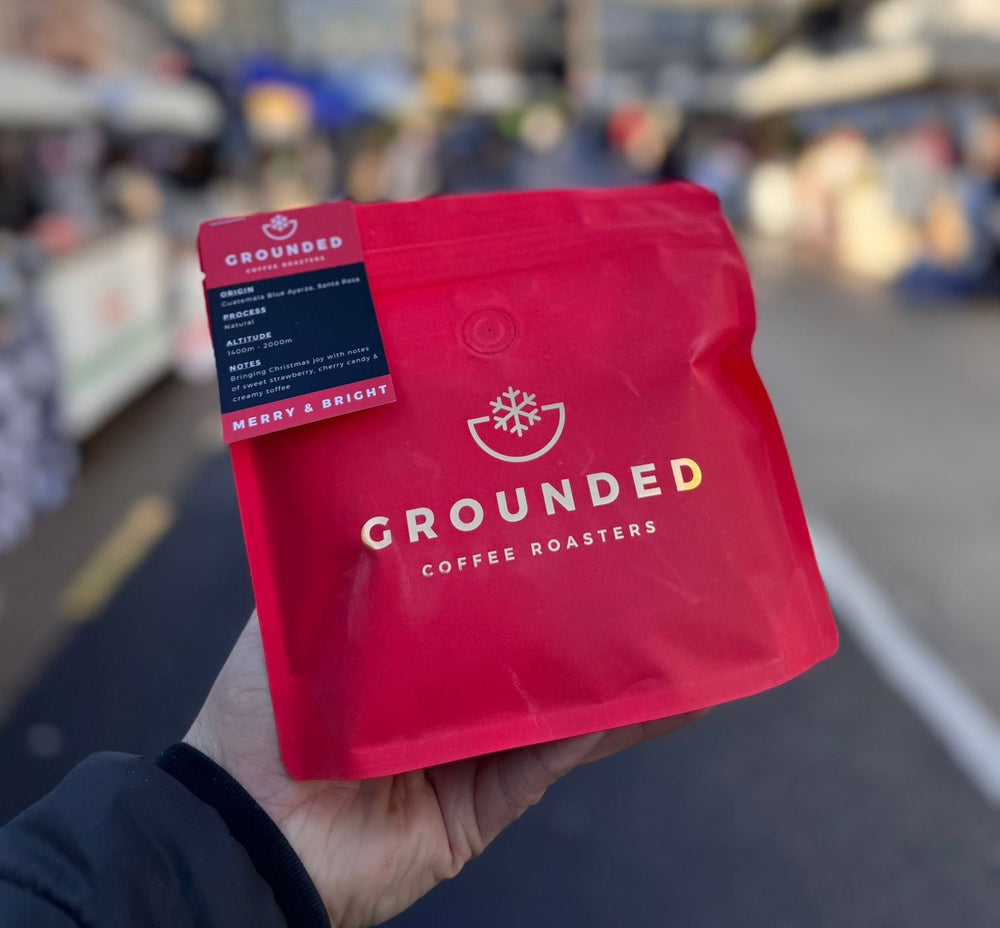 GROUNDED
COFFEE ROASTERS
ORIGIN
Guatemala Blue Ayarza, Santa Rosa
PROCESS
Natural
ALTITUDE
1400m - 2000m
NOTES
Bringing Christmas joy with notes
of sweet strawberry, cherry candy &
creamy toffee
MERRY & BRIGHT
GROUNDED
COFFEE ROASTERS